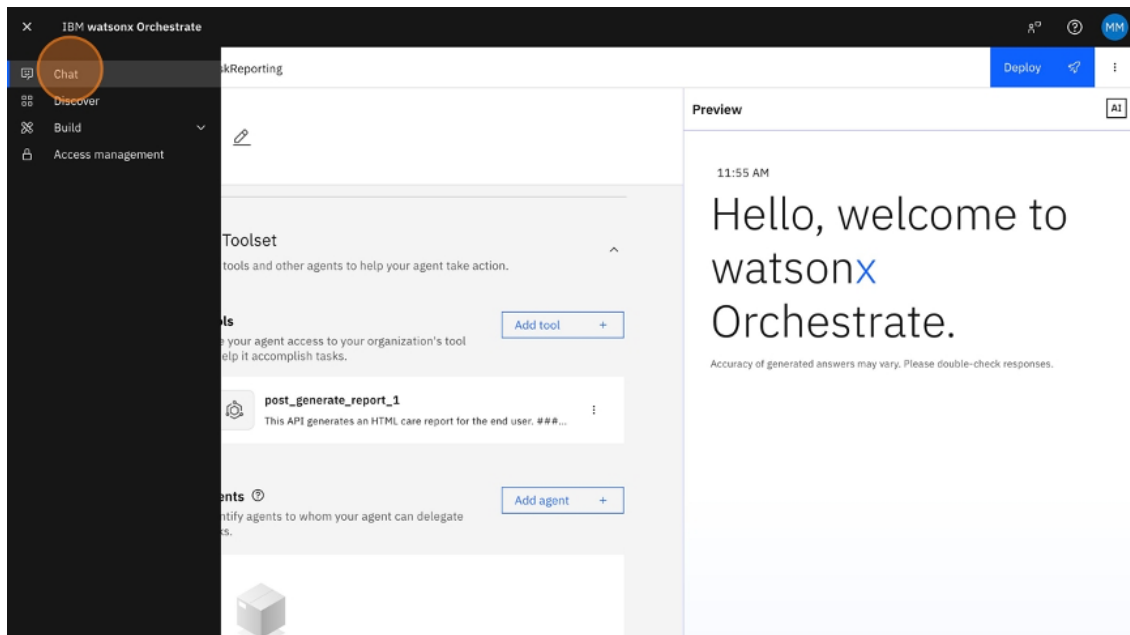 IBM watsonx Orchestrate
MM
Chat
Discover
Build
Access management
skReporting
Deploy
Preview
AI
11:55 AM
Hello, welcome to
watsonx
Orchestrate.
Accuracy of generated answers may vary. Please double-check responses.
Toolset
tools and other agents to help your agent take action.
Add tool +
your agent access to your organization's tool
elp it accomplish tasks.
post_generate_report_1
This API generates an HTML care report for the end user. ###...
ents
Add agent +
ntify agents to whom your agent can delegate